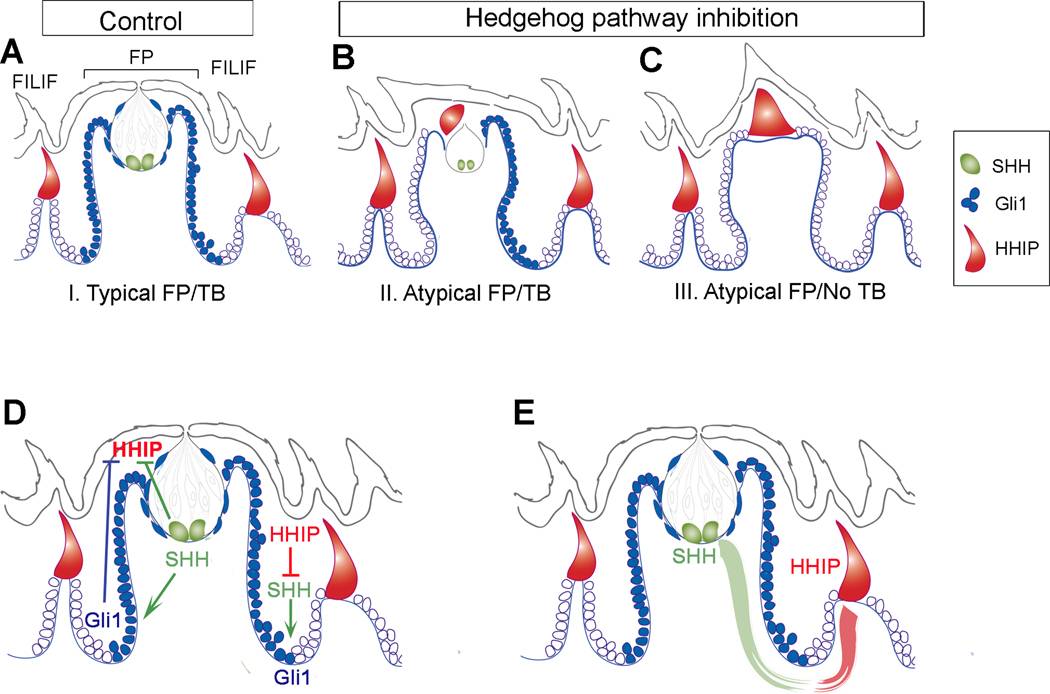 Control
Hedgehog pathway inhibition
A
FILIF
FP
FILIF
B
C
SHH
Gli1
HHIP
I. Typical FP/TB
II. Atypical FP/TB
III. Atypical FP/No TB
D
HHIP
SHH
Gli1
HHIP
SHH
Gli1
E
SHH
HHIP